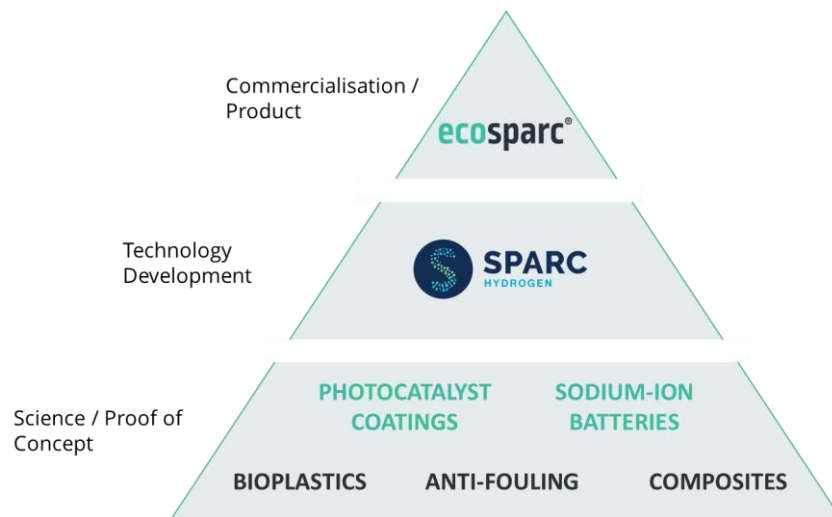 Commercialisation /
Product
ecosparc®
Technology
Development
SPARC
HYDROGEN
Science / Proof of
Concept
PHOTOCATALYST
COATINGS
SODIUM-ION
BATTERIES
BIOPLASTICS
ANTI-FOULING
COMPOSITES